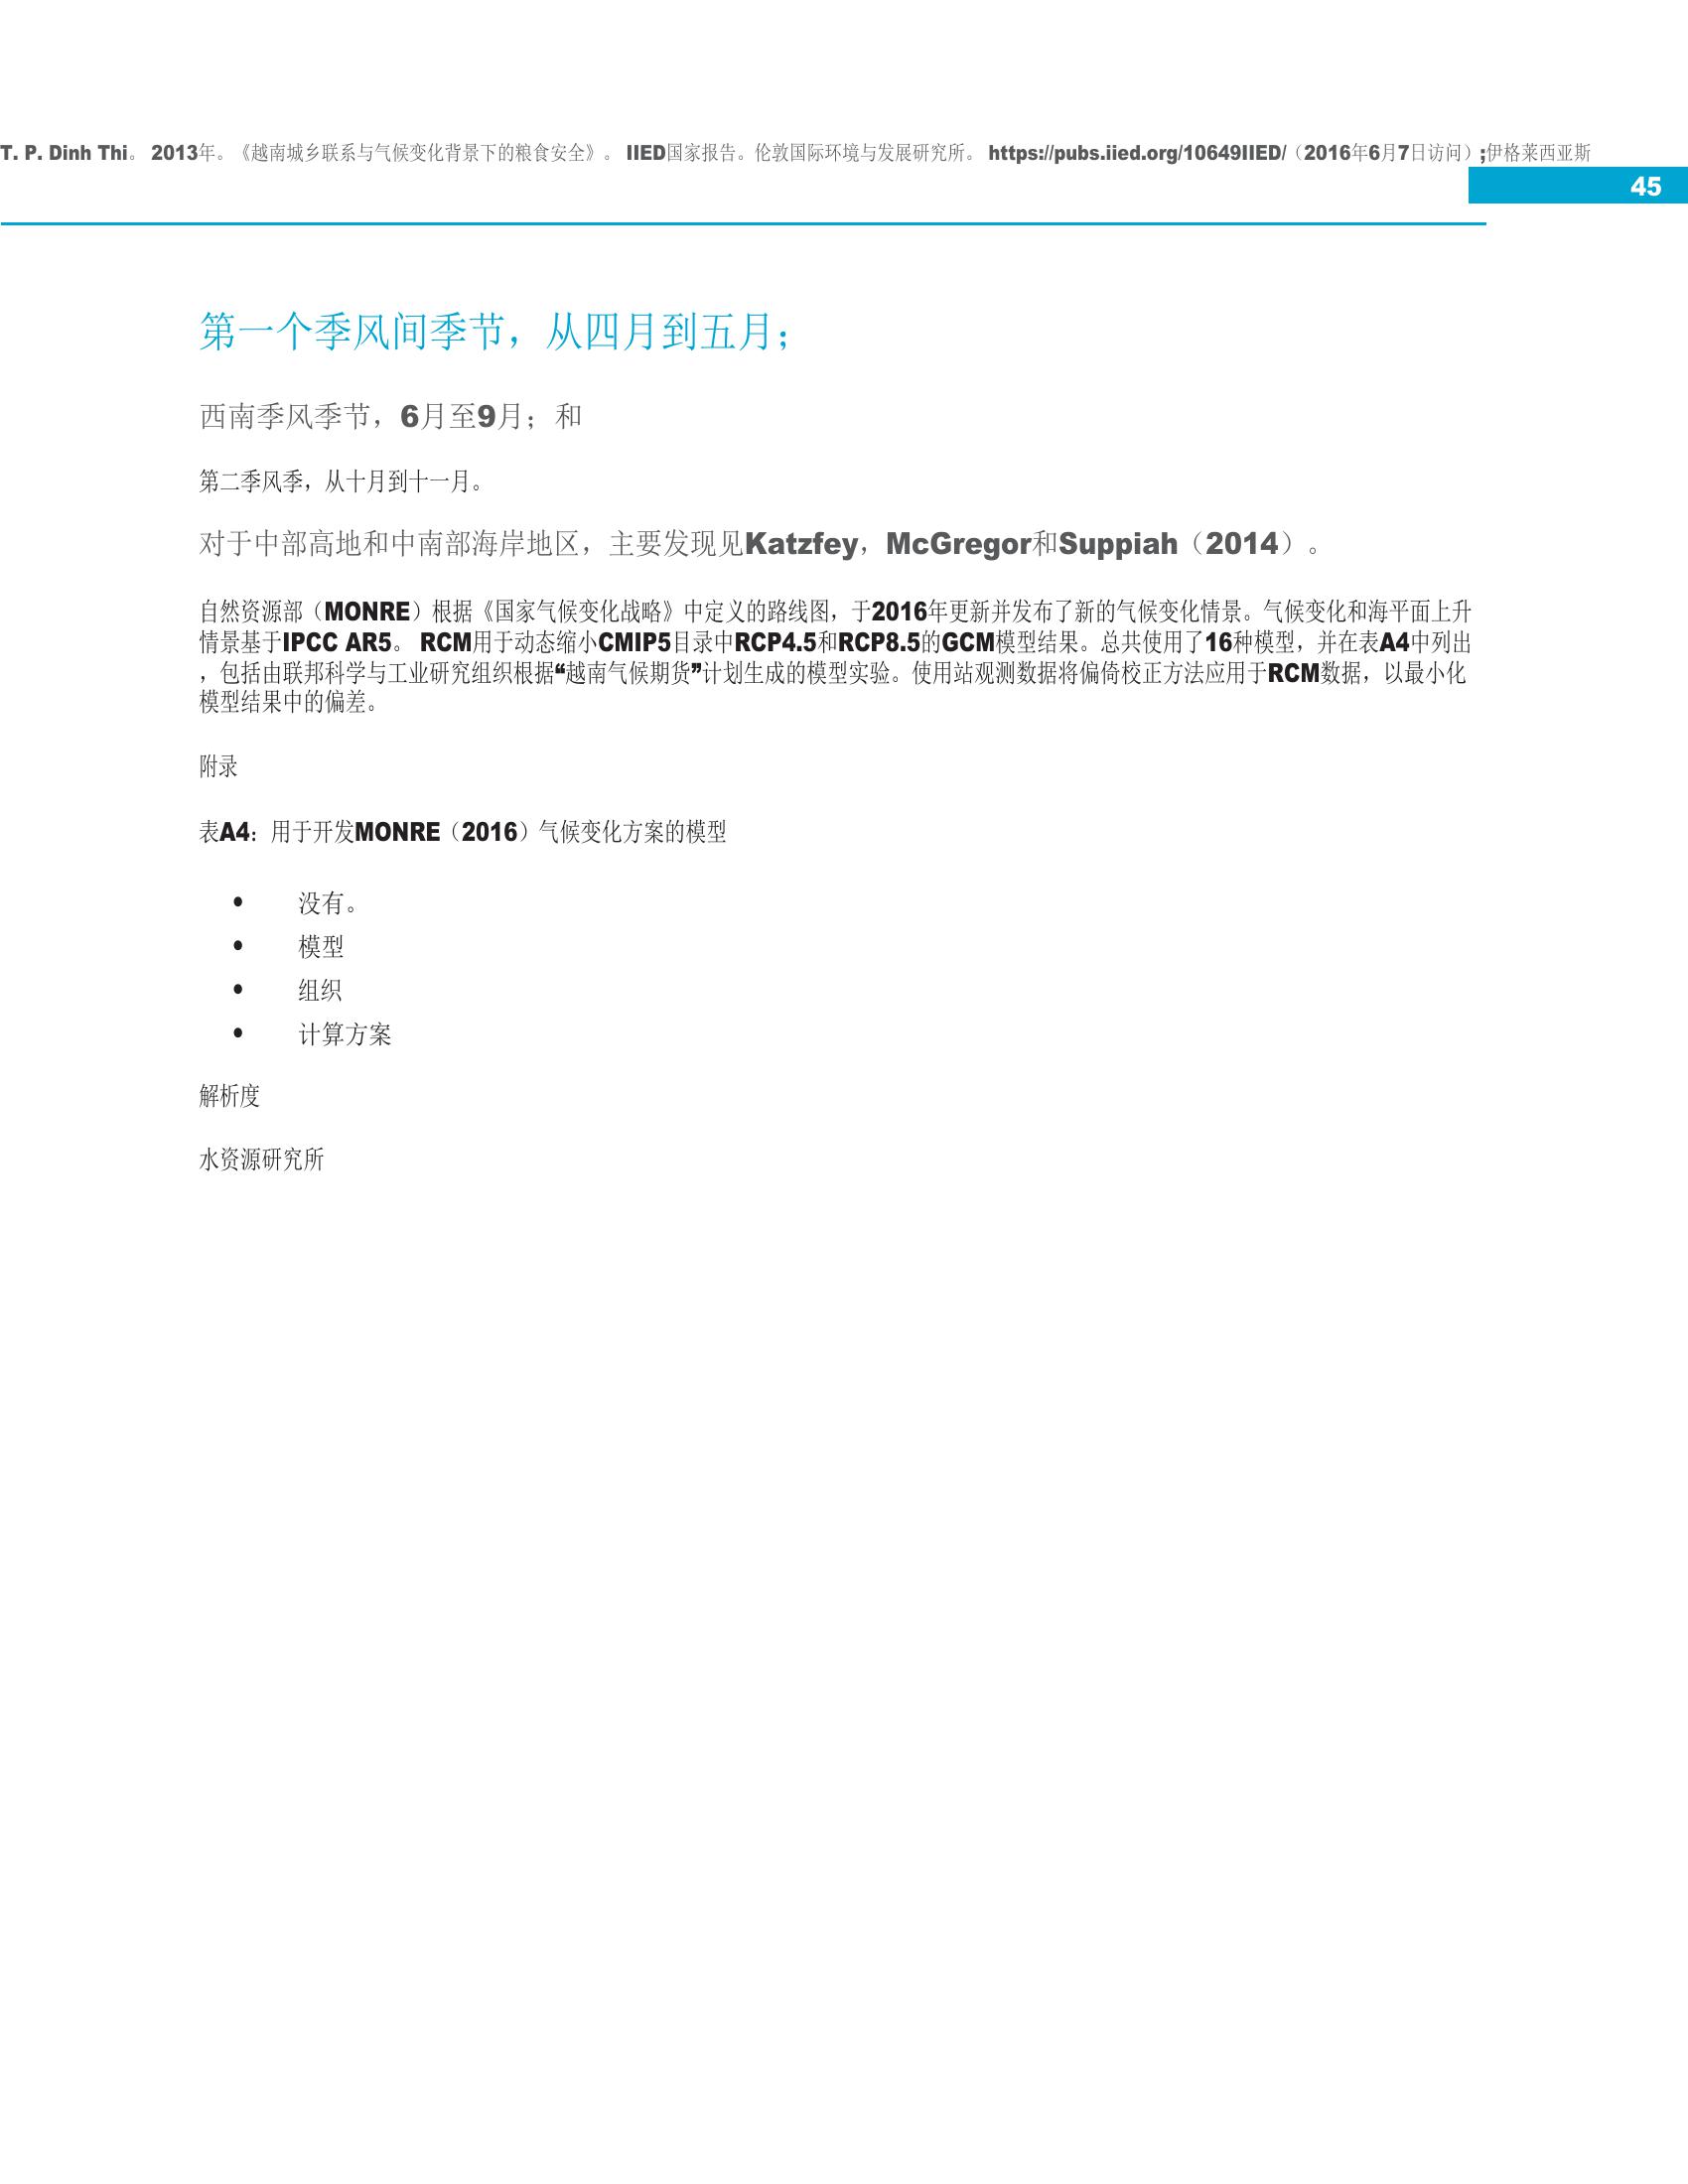 T. P. Dinh Thi。 2013年。《越南城乡联系与气候变化背景下的粮食安全》。 IIED国家报告。伦敦国际环境与发展研究所。 https://pubs.iied.org/10649IIED/（2016年6月7日访问）;伊格莱西亚斯
45
第一个季风间季节，从四月到五月；
西南季风季节，6月至9月；和
第二季风季，从十月到十一月。
对于中部高地和中南部海岸地区，主要发现见Katzfey，McGregor和Suppiah（2014）。
自然资源部（MONRE）根据《国家气候变化战略》中定义的路线图，于2016年更新并发布了新的气候变化情景。气候变化和海平面上升
情景基于IPCC AR5。 RCM用于动态缩小CMIP5目录中RCP4.5和RCP8.5的GCM模型结果。总共使用了16种模型，并在表A4中列出
，包括由联邦科学与工业研究组织根据“越南气候期货”计划生成的模型实验。使用站观测数据将偏倚校正方法应用于RCM数据，以最小化
模型结果中的偏差。
附录
表A4：用于开发MONRE（2016）气候变化方案的模型
• 没有。
• 模型
• 组织
• 计算方案
解析度
水资源研究所